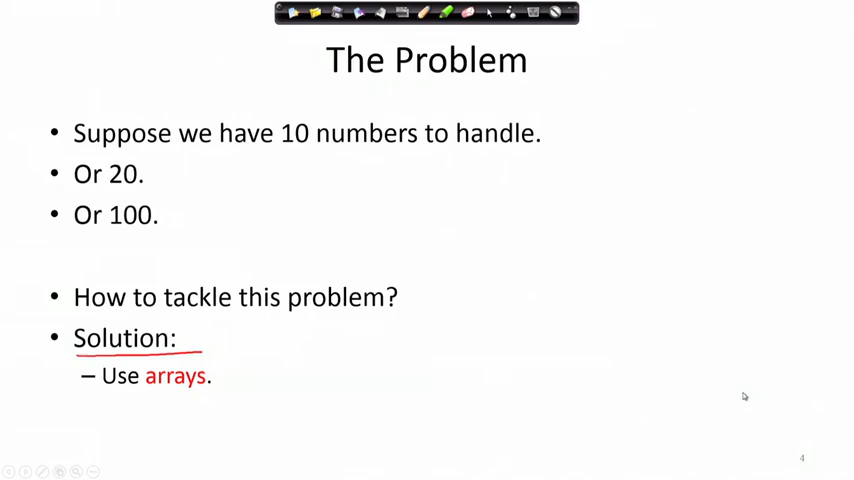 The Problem
• Suppose we have 10 numbers to handle.
• Or 20.
• Or 100.
• How to tackle this problem?
• Solution:
– Use arrays.
4